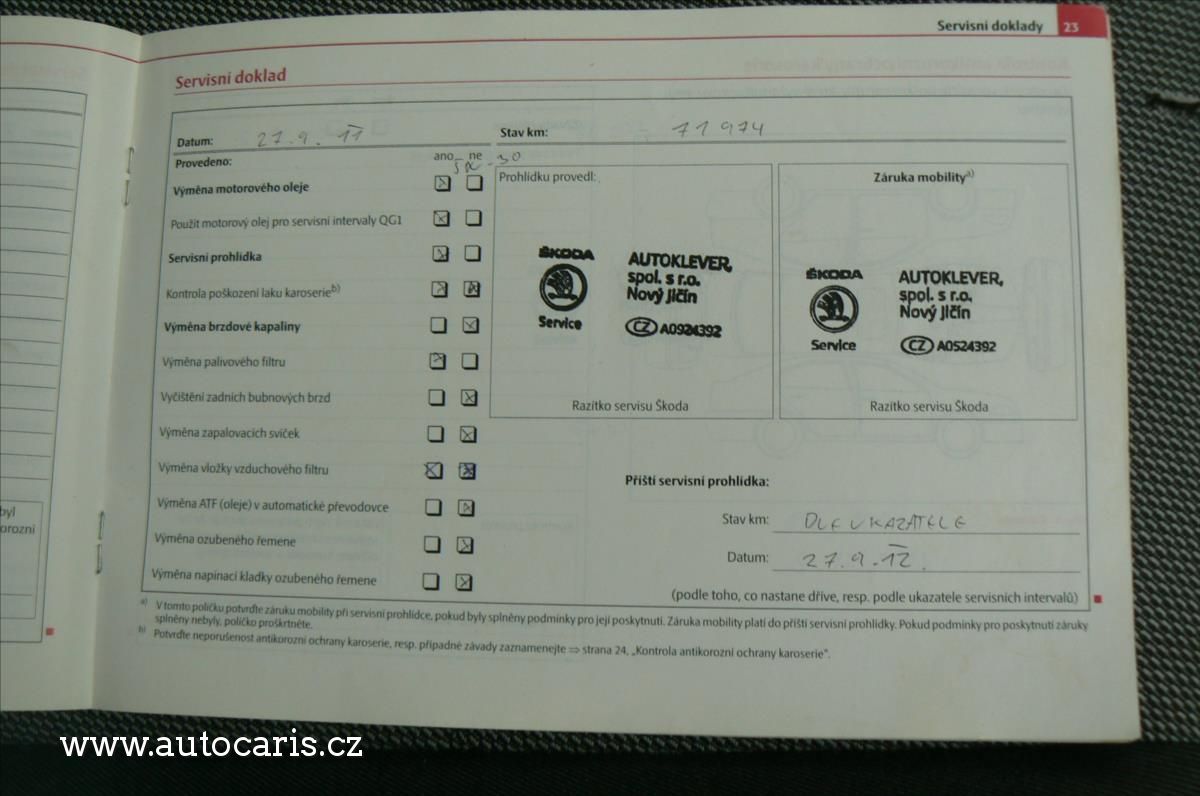 Servisní doklady 23
Servisní doklad
Datum: 27.9.11 Stav km: 71974
Provedeno: ano ne
Výměna motorového oleje
Použit motorový olej pro servisní intervaly QG1
Servisní prohlídka
Kontrola poškození laku karoserie b)
Výměna brzdové kapaliny
Výměna palivového filtru
Vyčištění zadních bubnových brzd
Výměna zapalovacích svíček
Výměna vložky vzduchového filtru
Výměna ATF (oleje) v automatické převodovce
Výměna ozubeného řemene
Výměna napínací kladky ozubeného řemene
Prohlídku provedl:
ŠKODA
Service
AUTOKLEVER,
spol. s r.o.
Nový Jičín
CZ A0524392
Razítko servisu Škoda
Záruka mobility a)
ŠKODA
Service
AUTOKLEVER,
spol. s r.o.
Nový Jičín
CZ A0524392
Razítko servisu Škoda
Příští servisní prohlídka:
Stav km: DLE UKAZATELE
Datum: 27.9.12
(podle toho, co nastane dříve, resp. podle ukazatele servisních intervalů)
a) V tomto políčku potvrďte záruku mobility při servisní prohlídce, pokud byly splněny podmínky pro její poskytnutí. Záruka mobility platí do příští servisní prohlídky. Pokud podmínky pro poskytnutí záruky
splněny nebyly, políčko proškrtněte.
b) Potvrďte neporušenost antikorozní ochrany karoserie, resp. případné závady zaznamenejte ⇒ strana 24, „Kontrola antikorozní ochrany karoserie".
byl
orozní
www.autocaris.cz